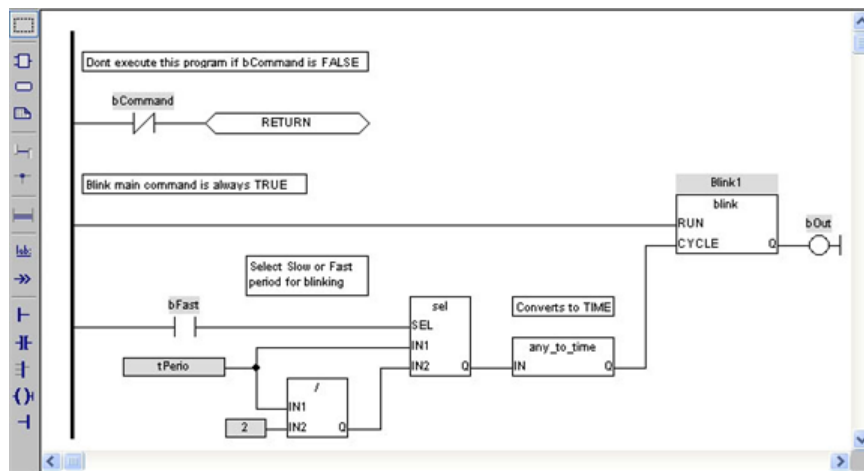 Dont execute this program if bCommand is FALSE
bCommand
RETURN
Blink main command is always TRUE
Blink1
blink
RUN
CYCLE Q
bOut
Select Slow or Fast
period for blinking
bFast
sel
SEL
IN1
IN2 Q
Converts to TIME
any_to_time
IN Q
tPerio
/
IN1
2
IN2 Q
lab: